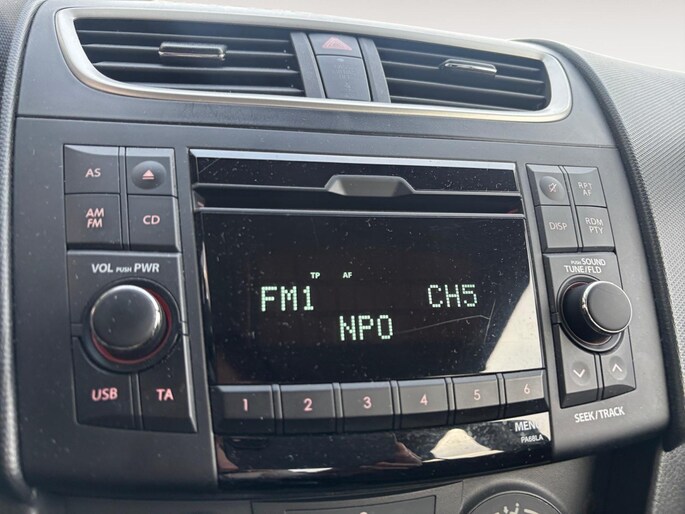 AS
AM
FM
CD
VOL PUSH PWR
USB
TA
TP AF
FM1 CH5
NPO
1 2 3 4 5 6
MENU
PA68LA
RPT
AF
DISP
RDM
PTY
PUSH SOUND
TUNE/FLD
SEEK/TRACK